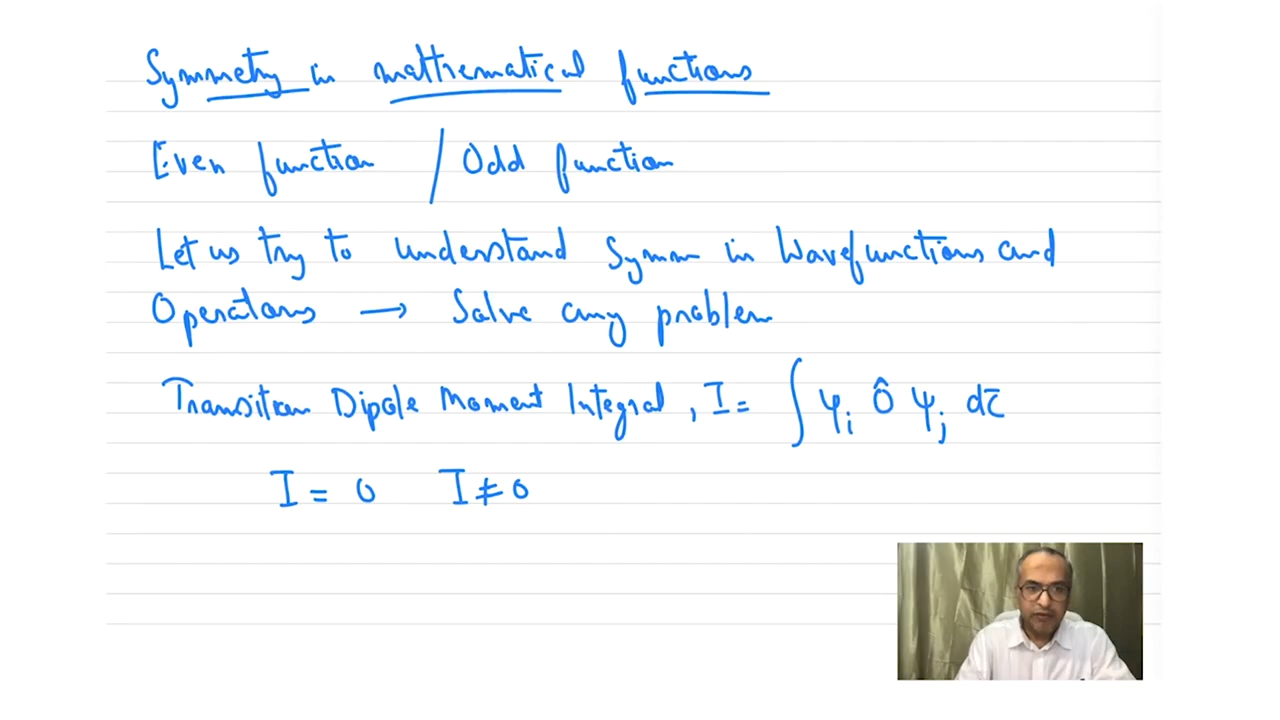 Symmetry in mathematical functions
Even function / Odd function
Let us try to understand Symm in Wavefunctions and
Operators → Solve any problem
Transition Dipole Moment Integral, I = ∫ ψi Ô ψj dτ
I = 0 I ≠ 0